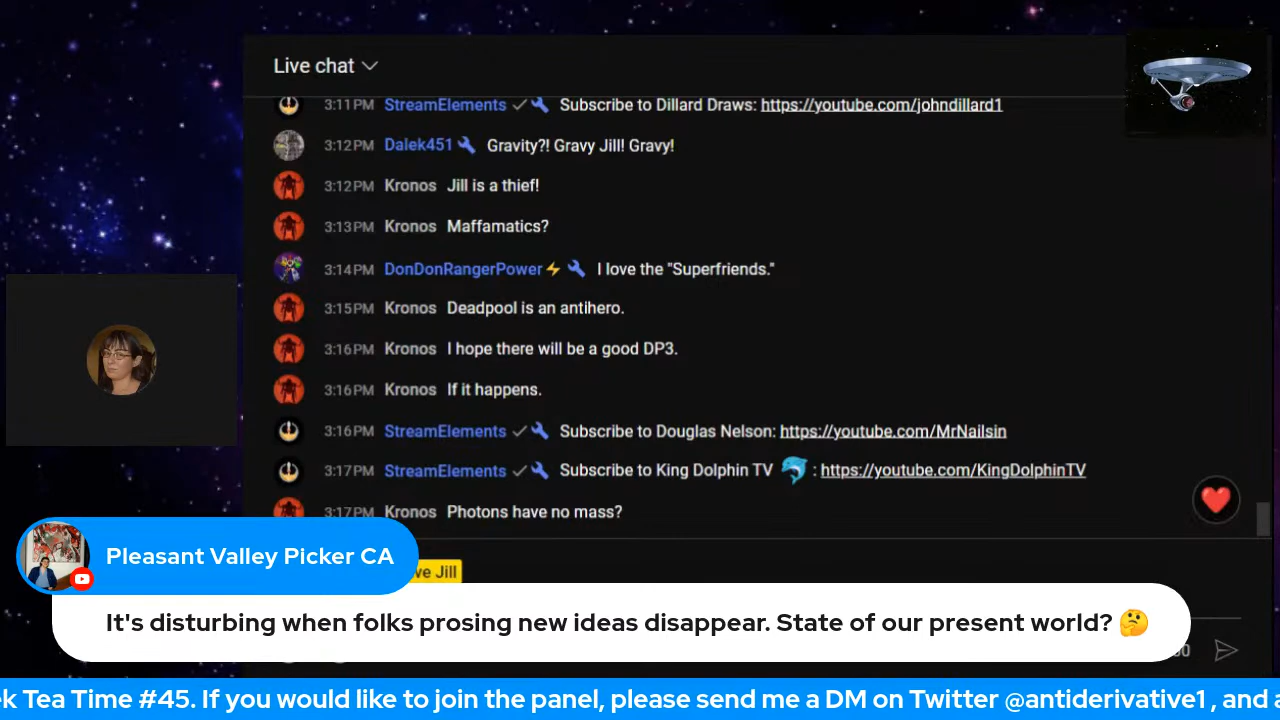 Live chat
3:11 PM StreamElements Subscribe to Dillard Draws: https://youtube.com/johndillard1
3:12 PM Dalek451 Gravity?! Gravy Jill! Gravy!
3:12 PM Kronos Jill is a thief!
3:13 PM Kronos Maffamatics?
3:14 PM DonDonRangerPower⚡ I love the "Superfriends."
3:15 PM Kronos Deadpool is an antihero.
3:16 PM Kronos I hope there will be a good DP3.
3:16 PM Kronos If it happens.
3:16 PM StreamElements Subscribe to Douglas Nelson: https://youtube.com/MrNailsin
3:17 PM StreamElements Subscribe to King Dolphin TV 🐬 : https://youtube.com/KingDolphinTV
3:17 PM Kronos Photons have no mass?
Pleasant Valley Picker CA
ve Jill
It's disturbing when folks prosing new ideas disappear. State of our present world? 🤔
k Tea Time #45. If you would like to join the panel, please send me a DM on Twitter @antiderivative1 , and a